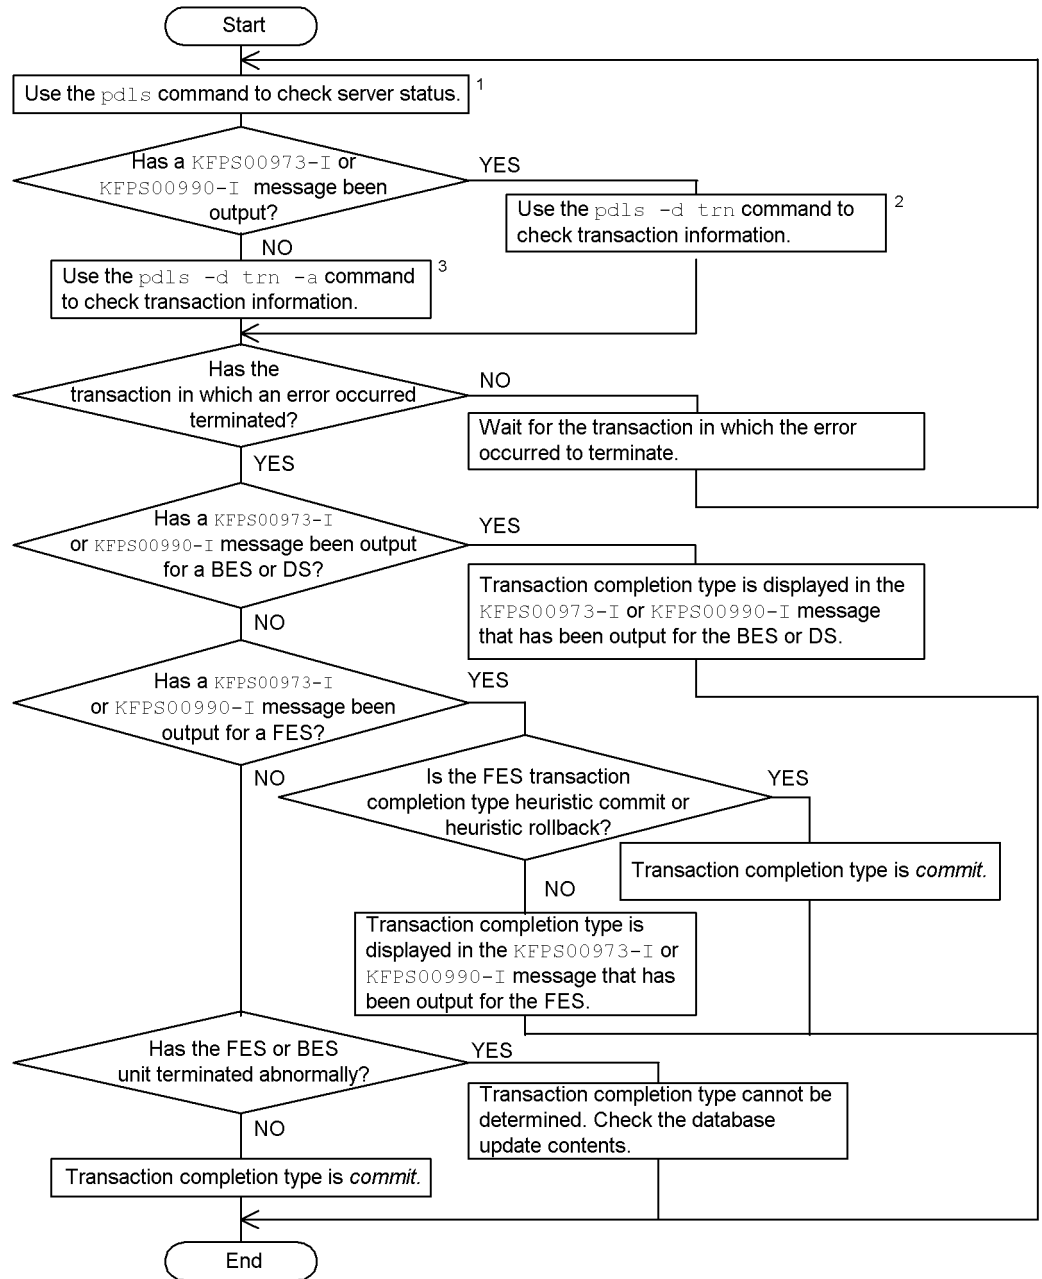 Start
Use the pdls command to check server status. 1
Has a KFPS00973-I or
KFPS00990-I message been
output?
YES
Use the pdls -d trn command to
check transaction information.
2
NO
Use the pdls -d trn -a command
to check transaction information.
3
Has the
transaction in which an error occurred
terminated?
NO
Wait for the transaction in which the error
occurred to terminate.
YES
Has a KFPS00973-I
or KFPS00990-I message been output
for a BES or DS?
YES
Transaction completion type is displayed in the
KFPS00973-I or KFPS00990-I message
that has been output for the BES or DS.
NO
Has a KFPS00973-I
or KFPS00990-I message been
output for a FES?
YES
NO
Is the FES transaction
completion type heuristic commit or
heuristic rollback?
YES
Transaction completion type is commit.
NO
Transaction completion type is
displayed in the KFPS00973-I or
KFPS00990-I message that has
been output for the FES.
Has the FES or BES
unit terminated abnormally?
YES
Transaction completion type cannot be
determined. Check the database
update contents.
NO
Transaction completion type is commit.
End